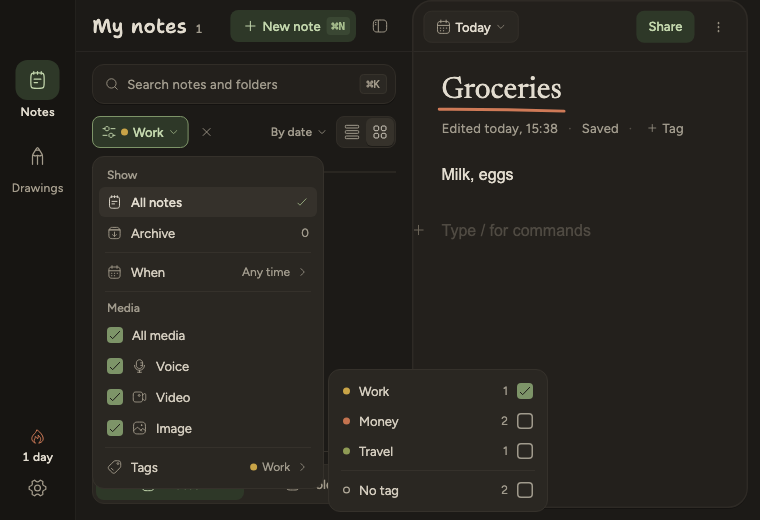 My notes 1
New note ⌘N
Today
Share
Search notes and folders ⌘K
Notes
Drawings
Work
By date
Groceries
Edited today, 15:38 · Saved · + Tag
Milk, eggs
Type / for commands
Show
All notes
Archive 0
When Any time
Media
All media
Voice
Video
Image
Tags Work
Work 1
Money 2
Travel 1
No tag 2
1 day